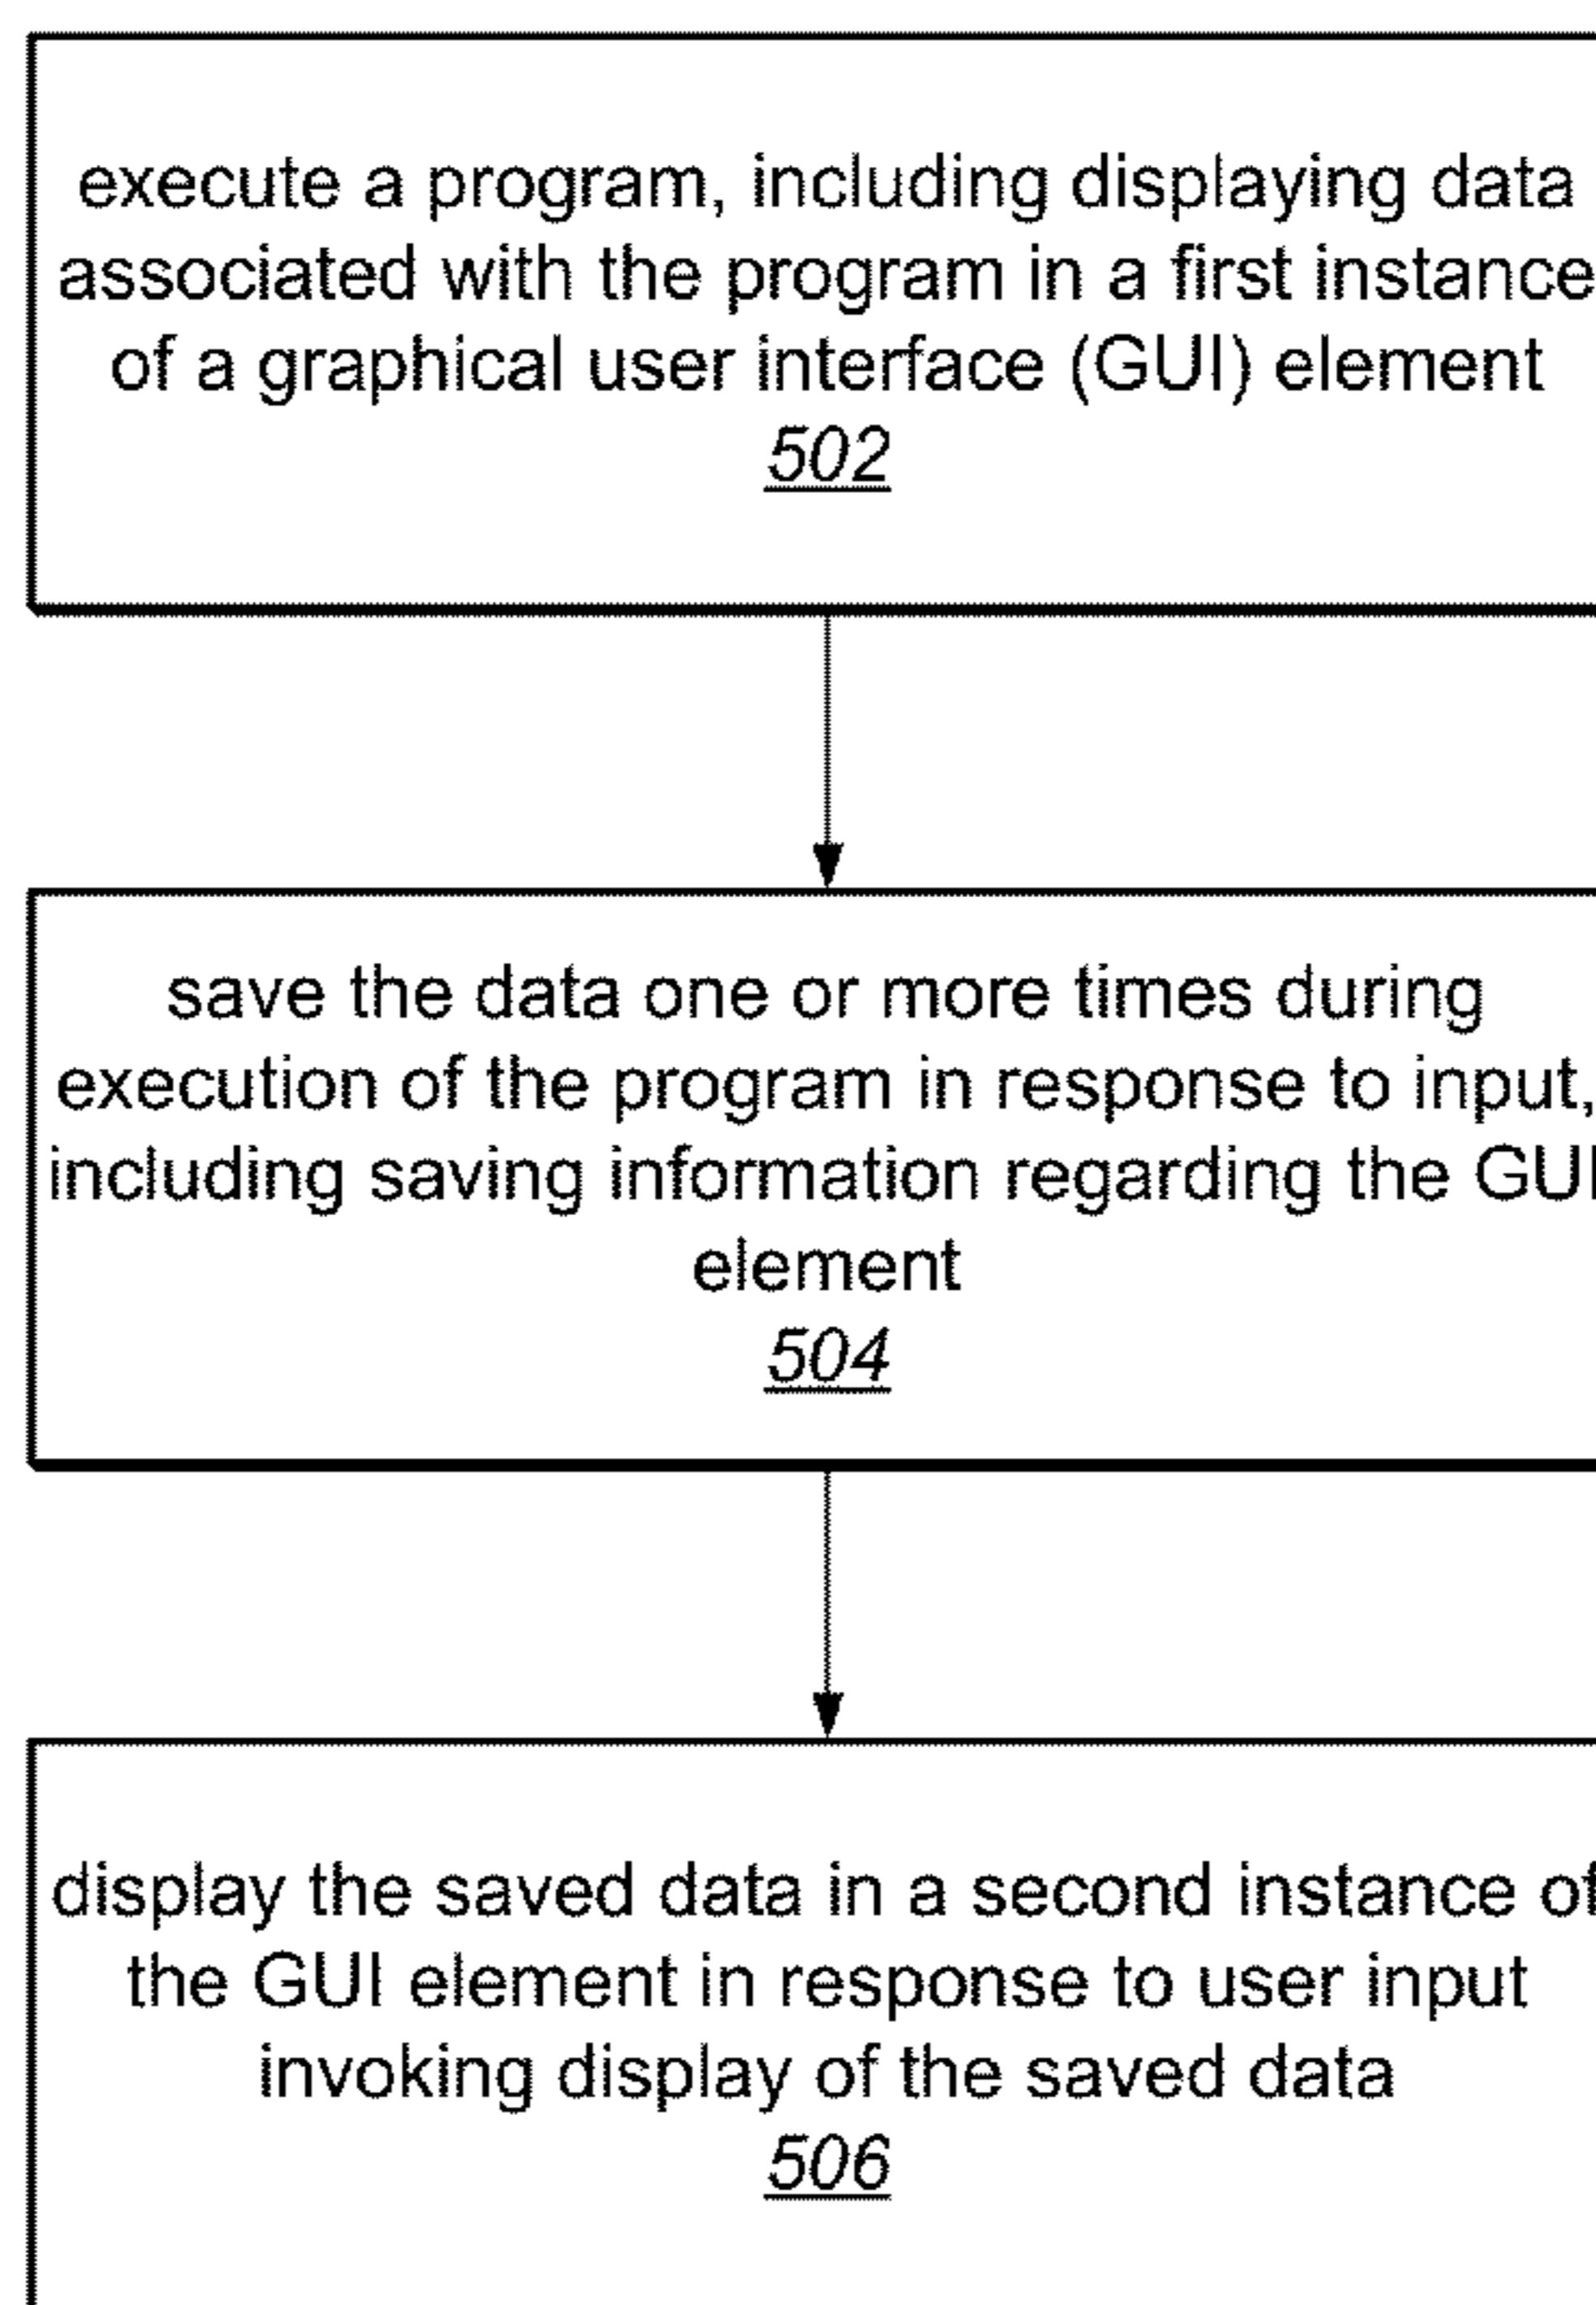 execute a program, including displaying data
associated with the program in a first instance
of a graphical user interface (GUI) element
502
save the data one or more times during
execution of the program in response to input,
including saving information regarding the GUI
element
504
display the saved data in a second instance of
the GUI element in response to user input
invoking display of the saved data
506